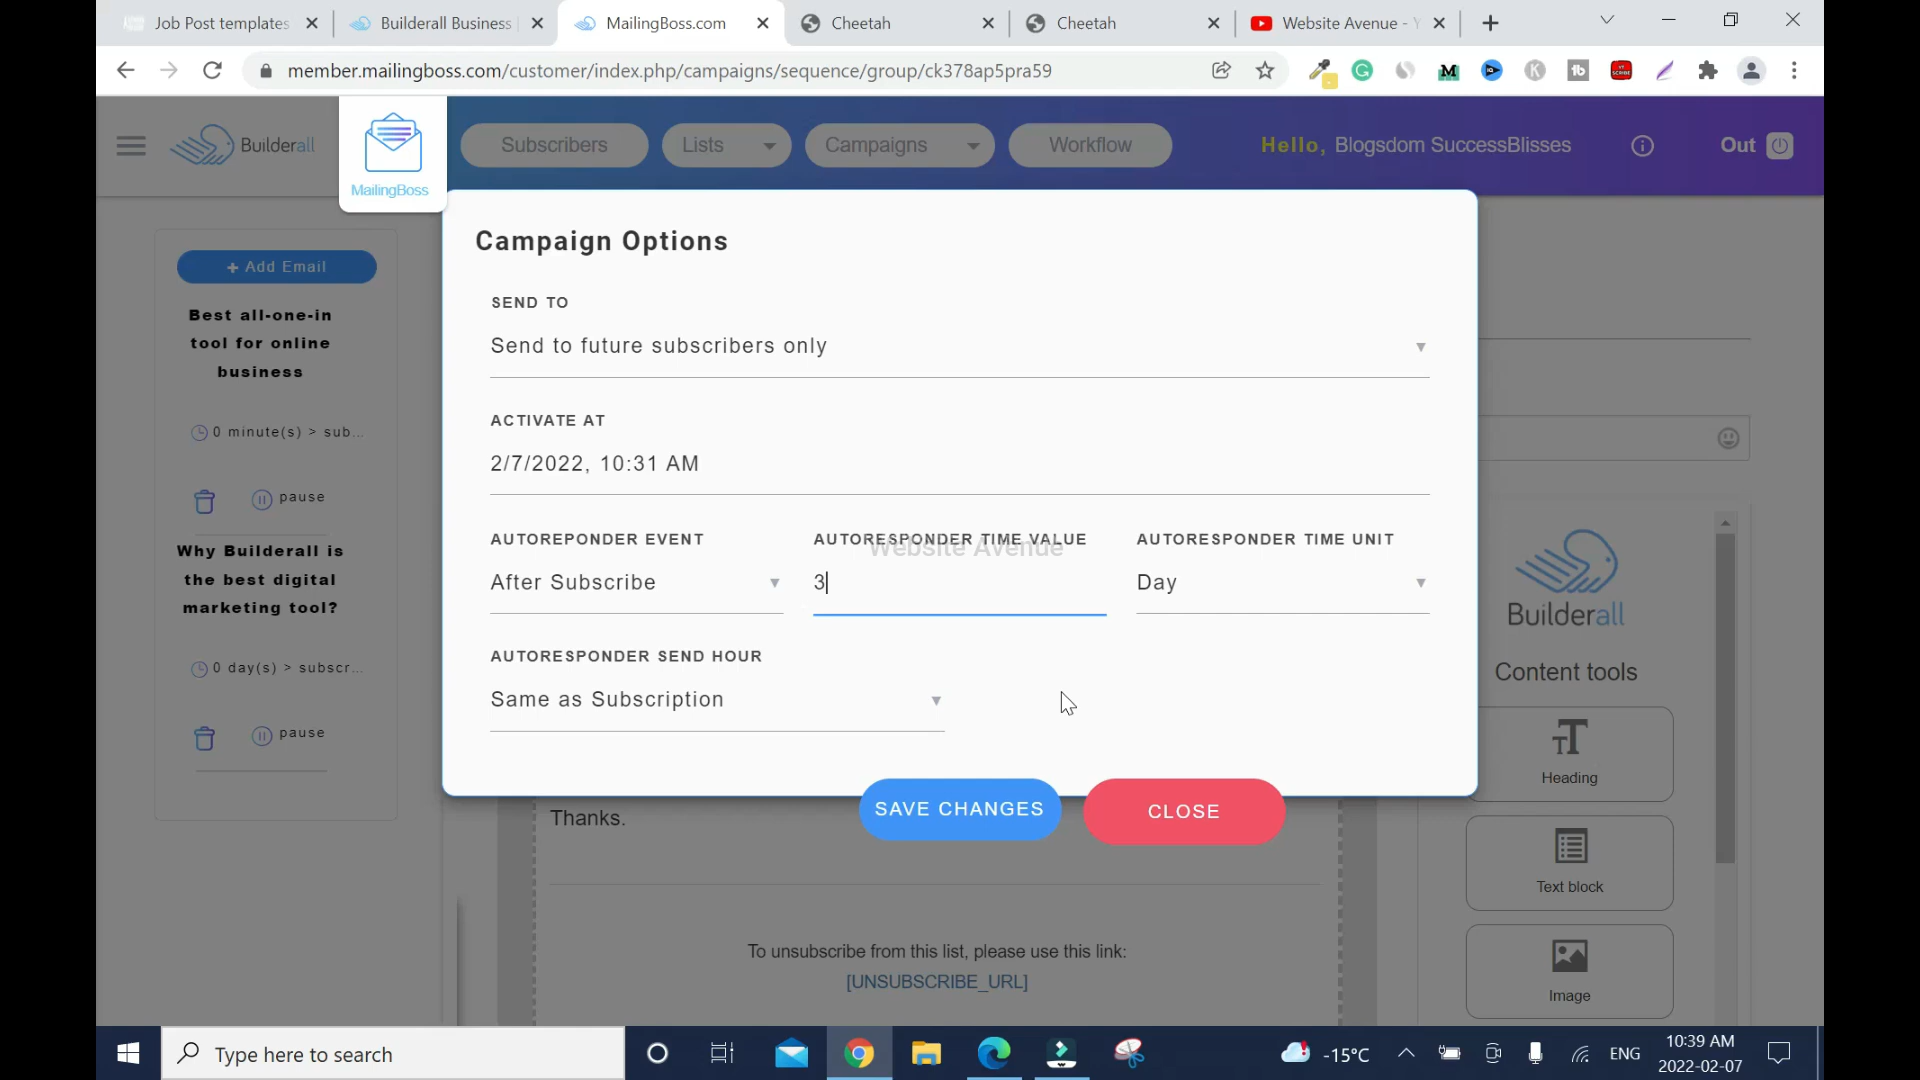 Job Post templates
Builderall Business
MailingBoss.com
Cheetah
Cheetah
Website Avenue - Y
member.mailingboss.com/customer/index.php/campaigns/sequence/group/ck378ap5pra59
Builderall
MailingBoss
Subscribers
Lists
Campaigns
Workflow
Hello, Blogsdom SuccessBlisses
Out
+ Add Email
Best all-one-in
tool for online
business
0 minute(s) > sub...
pause
Why Builderall is
the best digital
marketing tool?
0 day(s) > subscr...
pause
Campaign Options
SEND TO
Send to future subscribers only
ACTIVATE AT
2/7/2022, 10:31 AM
AUTOREPONDER EVENT
AUTORESPONDER TIME VALUE
AUTORESPONDER TIME UNIT
Website Avenue
After Subscribe
3
Day
AUTORESPONDER SEND HOUR
Same as Subscription
SAVE CHANGES
CLOSE
Thanks.
To unsubscribe from this list, please use this link:
[UNSUBSCRIBE_URL]
Builderall
Content tools
Heading
Text block
Image
Type here to search
-15°C
ENG
10:39 AM
2022-02-07